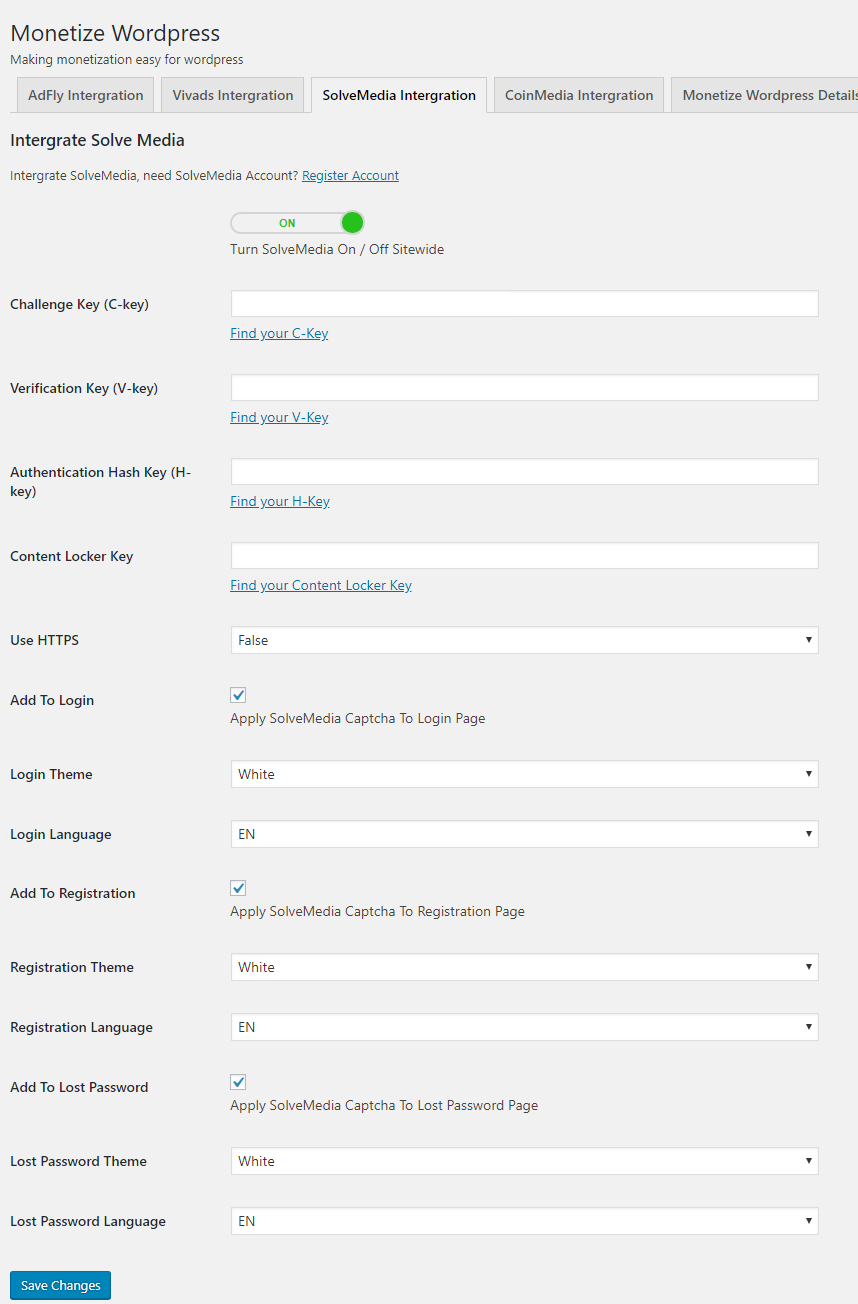 Monetize Wordpress
Making monetization easy for wordpress
AdFly Intergration
Vivads Intergration
SolveMedia Intergration
CoinMedia Intergration
Monetize Wordpress Details
Intergrate Solve Media
Intergrate SolveMedia, need SolveMedia Account? Register Account
ON
Turn SolveMedia On / Off Sitewide
Challenge Key (C-key)
Find your C-Key
Verification Key (V-key)
Find your V-Key
Authentication Hash Key (H-
key)
Find your H-Key
Content Locker Key
Find your Content Locker Key
Use HTTPS
False
Add To Login
Apply SolveMedia Captcha To Login Page
Login Theme
White
Login Language
EN
Add To Registration
Apply SolveMedia Captcha To Registration Page
Registration Theme
White
Registration Language
EN
Add To Lost Password
Apply SolveMedia Captcha To Lost Password Page
Lost Password Theme
White
Lost Password Language
EN
Save Changes